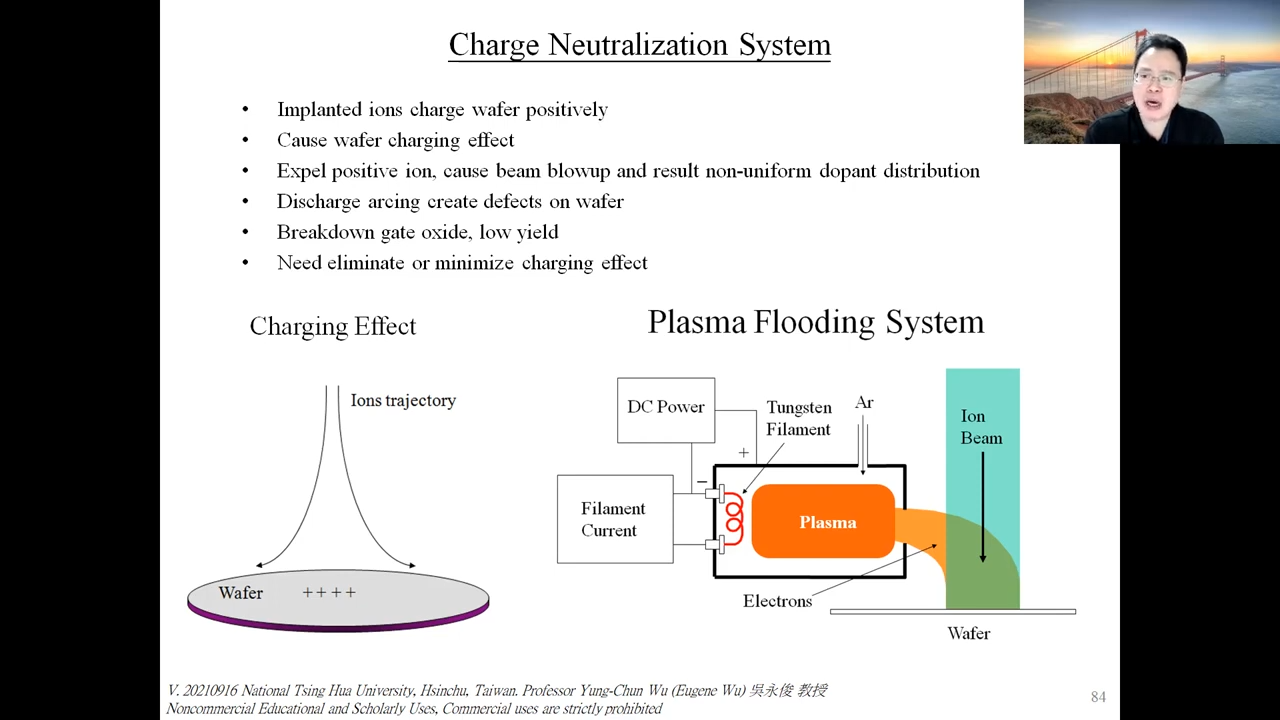 Charge Neutralization System
• Implanted ions charge wafer positively
• Cause wafer charging effect
• Expel positive ion, cause beam blowup and result non-uniform dopant distribution
• Discharge arcing create defects on wafer
• Breakdown gate oxide, low yield
• Need eliminate or minimize charging effect
Charging Effect
Ions trajectory
Wafer ++++
Plasma Flooding System
DC Power
Tungsten
Filament
Ar
Ion
Beam
+
−
Filament
Current
Plasma
Electrons
Wafer
V. 20210916 National Tsing Hua University, Hsinchu, Taiwan. Professor Yung-Chun Wu (Eugene Wu) 吳永俊 教授
Noncommercial Educational and Scholarly Uses, Commercial uses are strictly prohibited
84